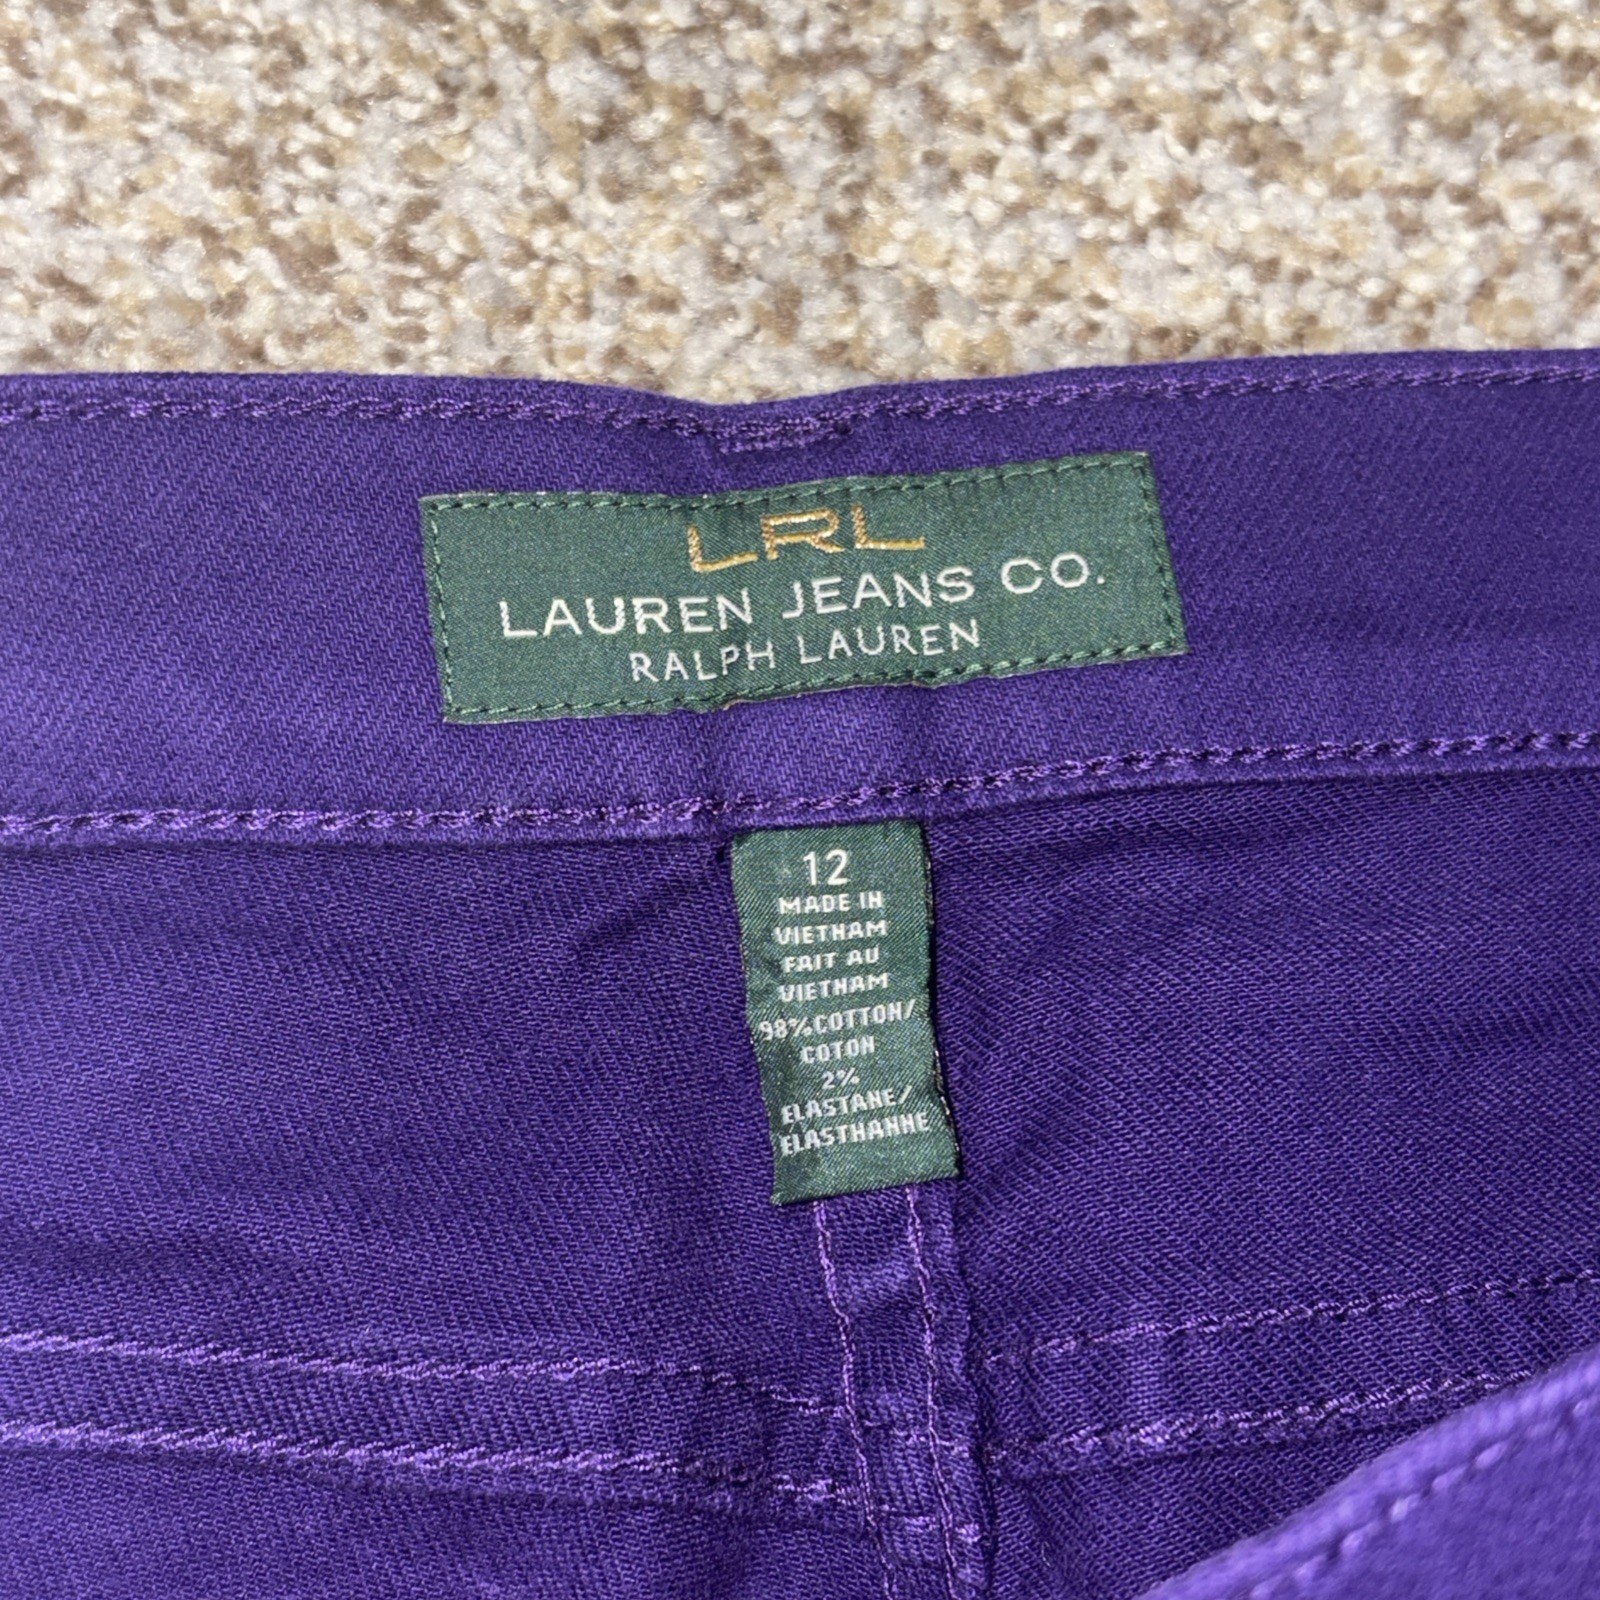 LRL
LAUREN JEANS CO.
RALPH LAUREN
12
MADE IN
VIETNAM
FAIT AU
VIETNAM
98%COTTON/
COTON
2%
ELASTANE/
ELASTHANNE